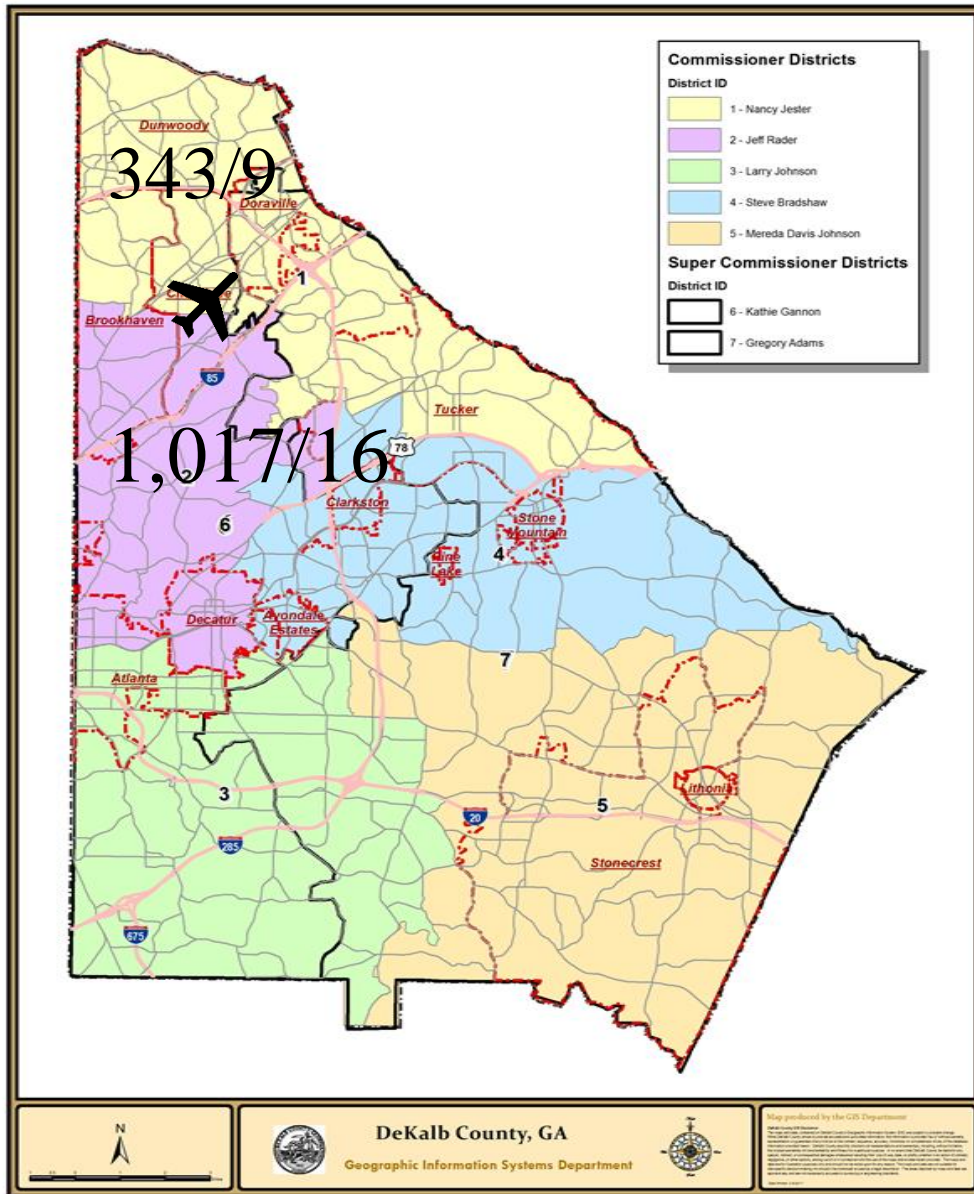 Commissioner Districts
District ID
1 - Nancy Jester
2 - Jeff Rader
3 - Larry Johnson
4 - Steve Bradshaw
5 - Mereda Davis Johnson
Super Commissioner Districts
District ID
6 - Kathie Gannon
7 - Gregory Adams
Dunwoody
343/9
Doraville
1
Brookhaven
85
Tucker
1,017/16
78
2
Clarkston
6
Stone
Mountain
4
Lake
Decatur
Avondale
Estates
7
Atlanta
3
5
20
285
Stonecrest
675
N
DeKalb County, GA
Geographic Information Systems Department
Map produced by the GIS Department